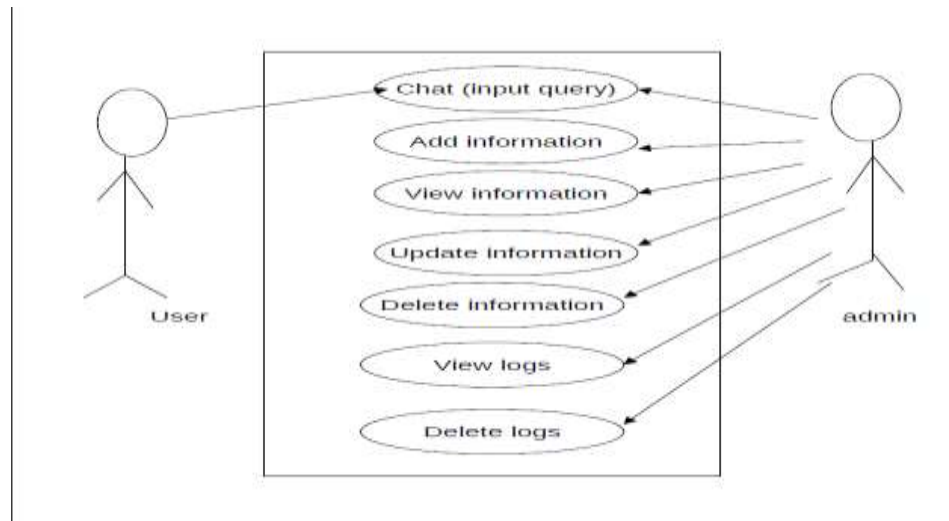 Chat (input query)
Add information
View information
Update information
Delete information
User
admin
View logs
Delete logs